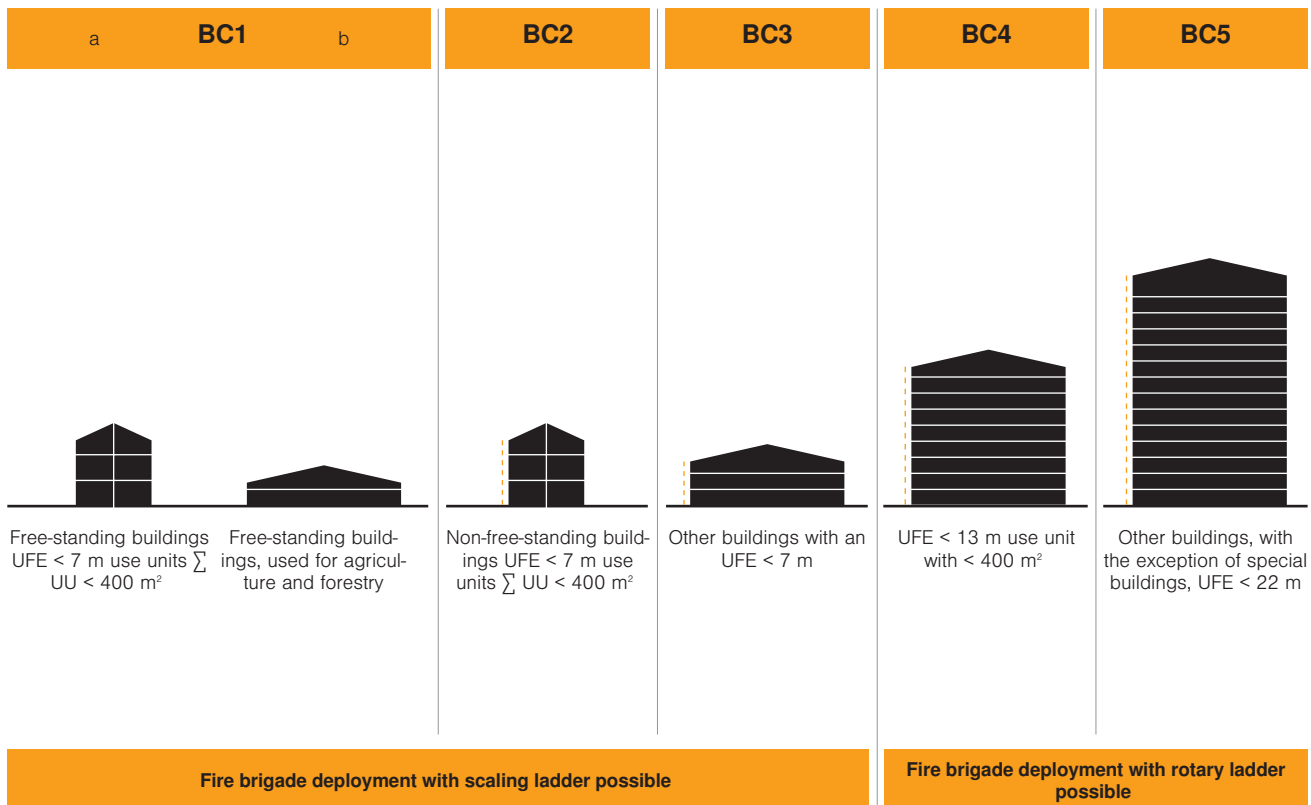 a
BC1
b
BC2
BC3
BC4
BC5
Free-standing buildings
UFE < 7 m use units ∑
UU < 400 m²
Free-standing build-
ings, used for agricul-
ture and forestry
Non-free-standing build-
ings UFE < 7 m use
units ∑ UU < 400 m²
Other buildings with an
UFE < 7 m
UFE < 13 m use unit
with < 400 m²
Other buildings, with
the exception of special
buildings, UFE < 22 m
Fire brigade deployment with scaling ladder possible
Fire brigade deployment with rotary ladder
possible